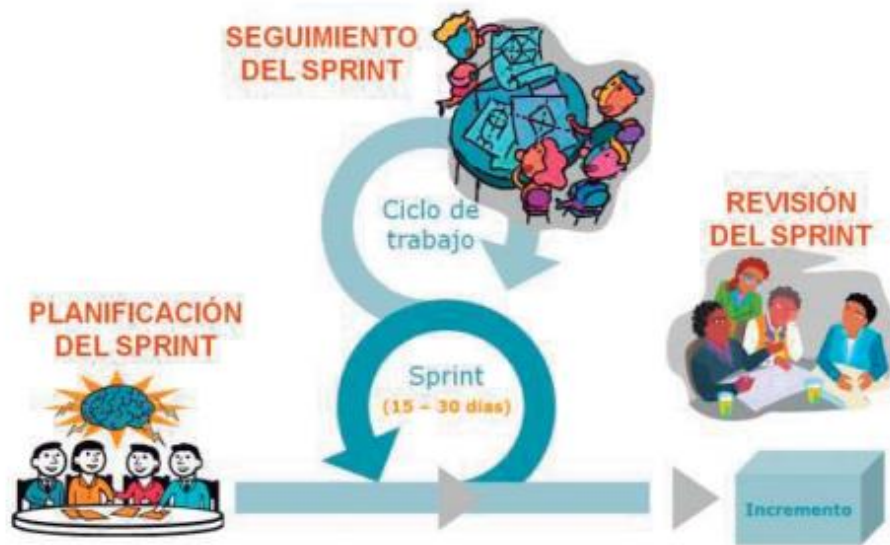 SEGUIMIENTO
DEL SPRINT
Ciclo de
trabajo
REVISIÓN
DEL SPRINT
PLANIFICACIÓN
DEL SPRINT
Sprint
(15 – 30 días)
Incremento